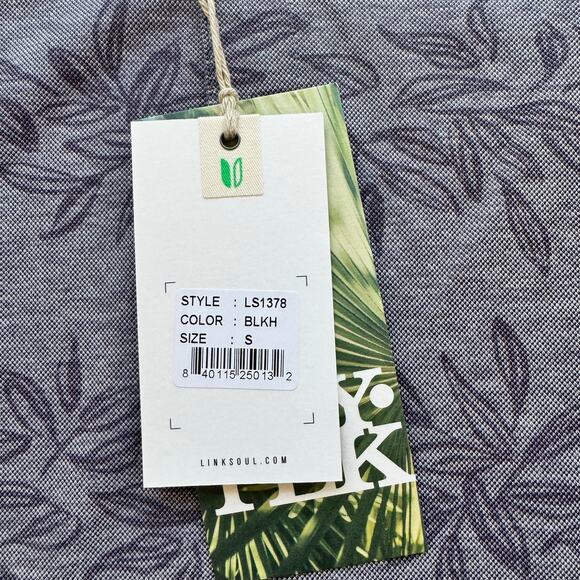 STYLE : LS1378
COLOR : BLKH
SIZE : S
8 40115 25013 2
LINKSOUL.COM